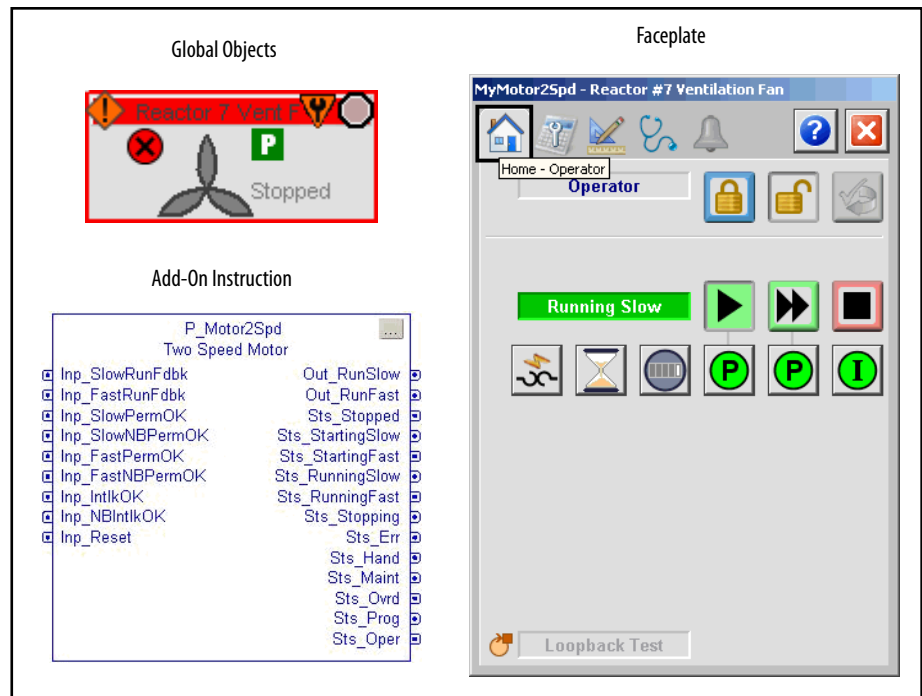 Global Objects
Reactor 7 Vent F
P
Stopped
Add-On Instruction
P_Motor2Spd
...
Two Speed Motor
Inp_SlowRunFdbk
Inp_FastRunFdbk
Inp_SlowPermOK
Inp_SlowNBPermOK
Inp_FastPermOK
Inp_FastNBPermOK
Inp_IntlkOK
Inp_NBIntlkOK
Inp_Reset
Out_RunSlow
Out_RunFast
Sts_Stopped
Sts_StartingSlow
Sts_StartingFast
Sts_RunningSlow
Sts_RunningFast
Sts_Stopping
Sts_Err
Sts_Hand
Sts_Maint
Sts_Ovrd
Sts_Prog
Sts_Oper
Faceplate
MyMotor2Spd - Reactor #7 Ventilation Fan
?
Home - Operator
Operator
Running Slow
P P I
Loopback Test